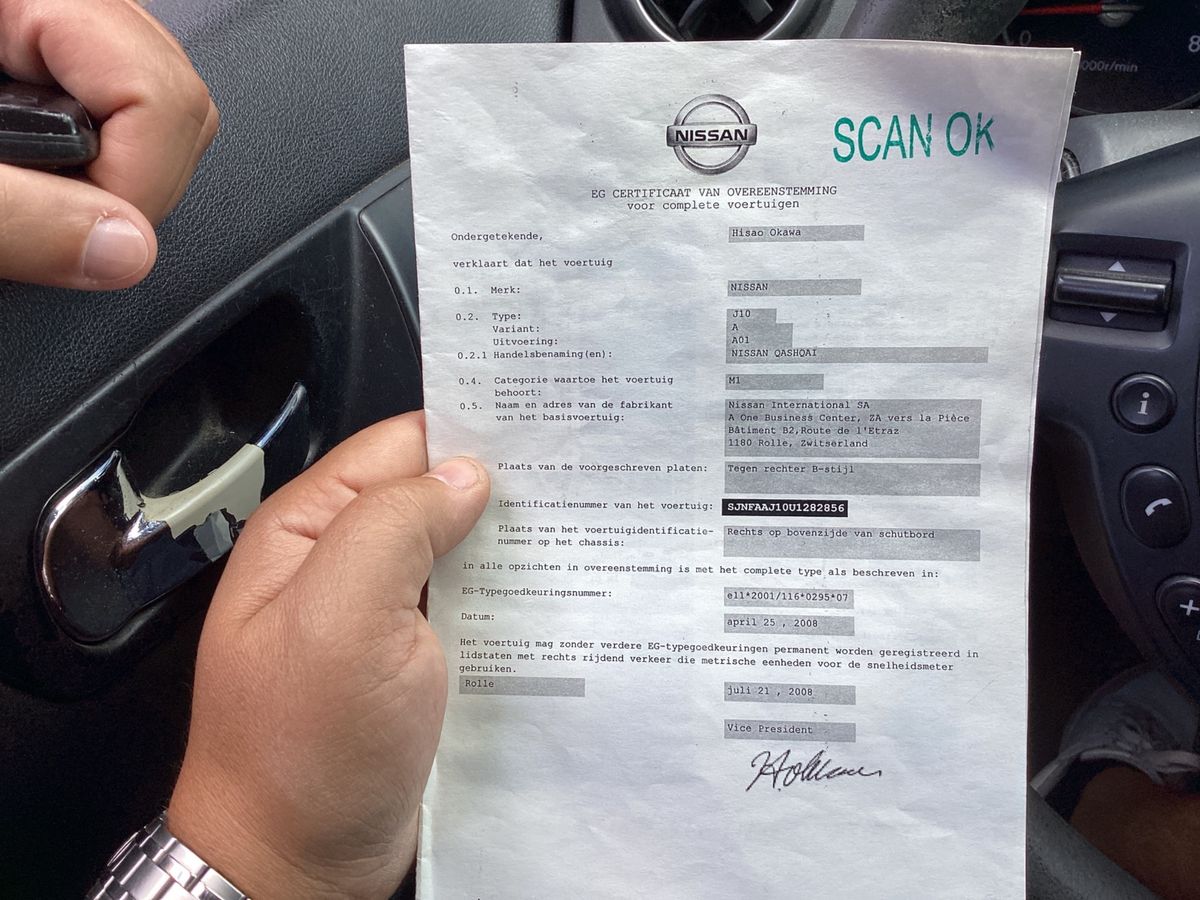 NISSAN
SCAN OK
EG CERTIFICAAT VAN OVEREENSTEMMING
voor complete voertuigen
Ondergetekende, Hisao Okawa
verklaart dat het voertuig
0.1. Merk: NISSAN
0.2. Type: J10
Variant: A
Uitvoering: A01
0.2.1 Handelsbenaming(en): NISSAN QASHQAI
0.4. Categorie waartoe het voertuig M1
behoort:
0.5. Naam en adres van de fabrikant Nissan International SA
van het basisvoertuig: A One Business Center, ZA vers la Pièce
Bâtiment B2,Route de l'Etraz
1180 Rolle, Zwitserland
Plaats van de voorgeschreven platen: Tegen rechter B-stijl
Identificatienummer van het voertuig: SJNFAAJ10U1282856
Plaats van het voertuigidentificatie- Rechts op bovenzijde van schutbord
nummer op het chassis:
in alle opzichten in overeenstemming is met het complete type als beschreven in:
EG-Typegoedkeuringsnummer: e11*2001/116*0295*07
Datum: april 25 , 2008
Het voertuig mag zonder verdere EG-typegoedkeuringen permanent worden geregistreerd in
lidstaten met rechts rijdend verkeer die metrische eenheden voor de snelheidsmeter
gebruiken.
Rolle juli 21 , 2008
Vice President
0
8
000r/min
i
+